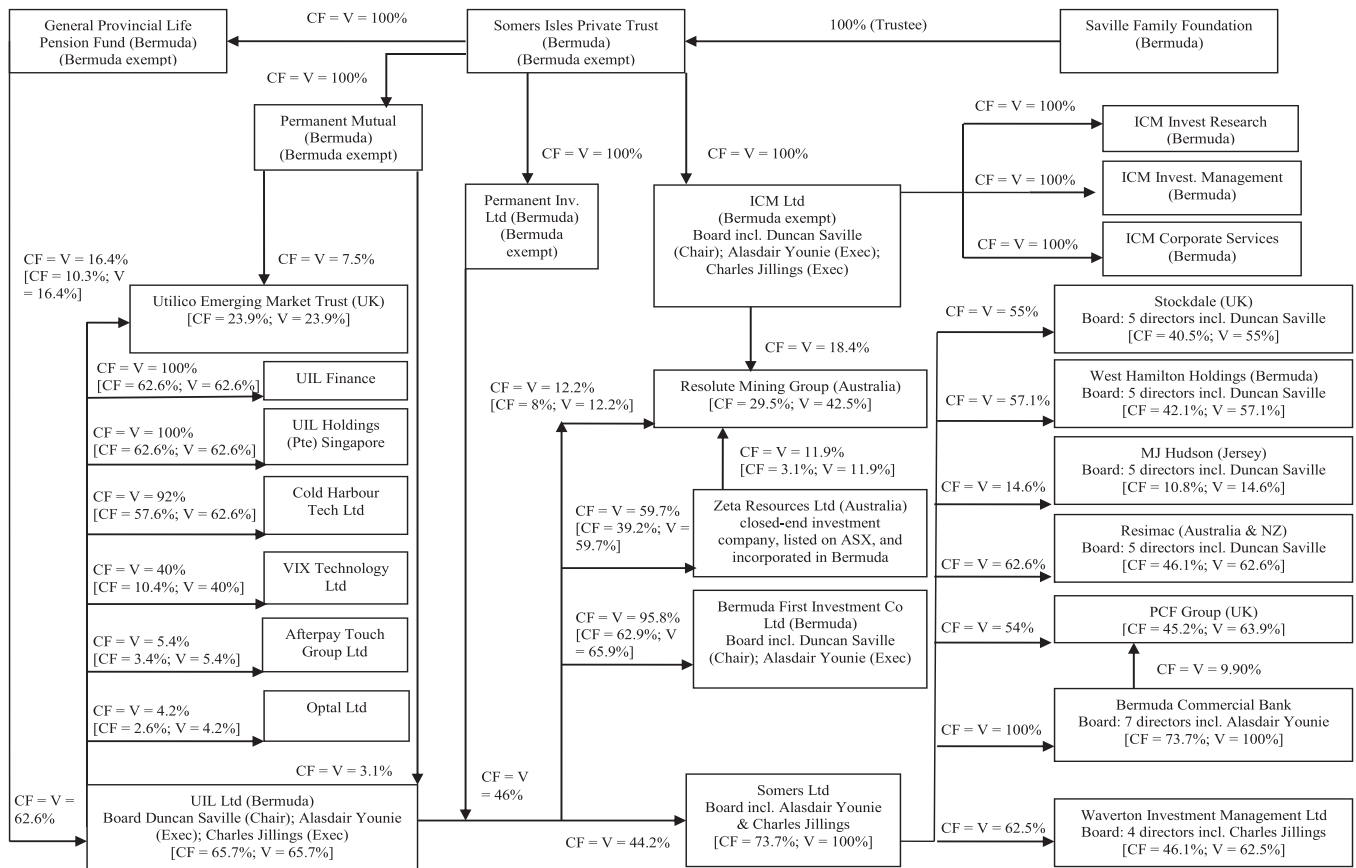 General Provincial Life
Pension Fund (Bermuda)
(Bermuda exempt)
CF = V = 100%
Somers Isles Private Trust
(Bermuda)
(Bermuda exempt)
100% (Trustee)
Saville Family Foundation
(Bermuda)
CF = V = 100%
Permanent Mutual
(Bermuda)
(Bermuda exempt)
CF = V = 100%
CF = V = 100%
CF = V = 100%
ICM Invest Research
(Bermuda)
CF = V = 100%
ICM Invest. Management
(Bermuda)
CF = V = 100%
ICM Corporate Services
(Bermuda)
Permanent Inv.
Ltd (Bermuda)
(Bermuda
exempt)
ICM Ltd
(Bermuda exempt)
Board incl. Duncan Saville
(Chair); Alasdair Younie (Exec);
Charles Jillings (Exec)
CF = V = 16.4%
[CF = 10.3%; V
= 16.4%]
CF = V = 7.5%
Utilico Emerging Market Trust (UK)
[CF = 23.9%; V = 23.9%]
CF = V = 100%
[CF = 62.6%; V = 62.6%]
UIL Finance
CF = V = 100%
[CF = 62.6%; V = 62.6%]
UIL Holdings
(Pte) Singapore
CF = V = 92%
[CF = 57.6%; V = 62.6%]
Cold Harbour
Tech Ltd
CF = V = 40%
[CF = 10.4%; V = 40%]
VIX Technology
Ltd
CF = V = 5.4%
[CF = 3.4%; V = 5.4%]
Afterpay Touch
Group Ltd
CF = V = 4.2%
[CF = 2.6%; V = 4.2%]
Optal Ltd
CF = V = 3.1%
CF = V =
62.6%
UIL Ltd (Bermuda)
Board Duncan Saville (Chair); Alasdair Younie
(Exec); Charles Jillings (Exec)
[CF = 65.7%; V = 65.7%]
CF = V
= 46%
CF = V = 44.2%
CF = V = 18.4%
CF = V = 12.2%
[CF = 8%; V = 12.2%]
Resolute Mining Group (Australia)
[CF = 29.5%; V = 42.5%]
CF = V = 11.9%
[CF = 3.1%; V = 11.9%]
CF = V = 59.7%
[CF = 39.2%; V =
59.7%]
Zeta Resources Ltd (Australia)
closed-end investment
company, listed on ASX, and
incorporated in Bermuda
CF = V = 95.8%
[CF = 62.9%; V
= 65.9%]
Bermuda First Investment Co
Ltd (Bermuda)
Board incl. Duncan Saville
(Chair); Alasdair Younie (Exec)
Somers Ltd
Board incl. Alasdair Younie
& Charles Jillings
[CF = 73.7%; V = 100%]
CF = V = 55%
Stockdale (UK)
Board: 5 directors incl. Duncan Saville
[CF = 40.5%; V = 55%]
CF = V = 57.1%
West Hamilton Holdings (Bermuda)
Board: 5 directors incl. Duncan Saville
[CF = 42.1%; V = 57.1%]
CF = V = 14.6%
MJ Hudson (Jersey)
Board: 5 directors incl. Duncan Saville
[CF = 10.8%; V = 14.6%]
CF = V = 62.6%
Resimac (Australia & NZ)
Board: 5 directors incl. Duncan Saville
[CF = 46.1%; V = 62.6%]
CF = V = 54%
PCF Group (UK)
[CF = 45.2%; V = 63.9%]
CF = V = 9.90%
CF = V = 100%
Bermuda Commercial Bank
Board: 7 directors incl. Alasdair Younie
[CF = 73.7%; V = 100%]
CF = V = 62.5%
Waverton Investment Management Ltd
Board: 4 directors incl. Charles Jillings
[CF = 46.1%; V = 62.5%]